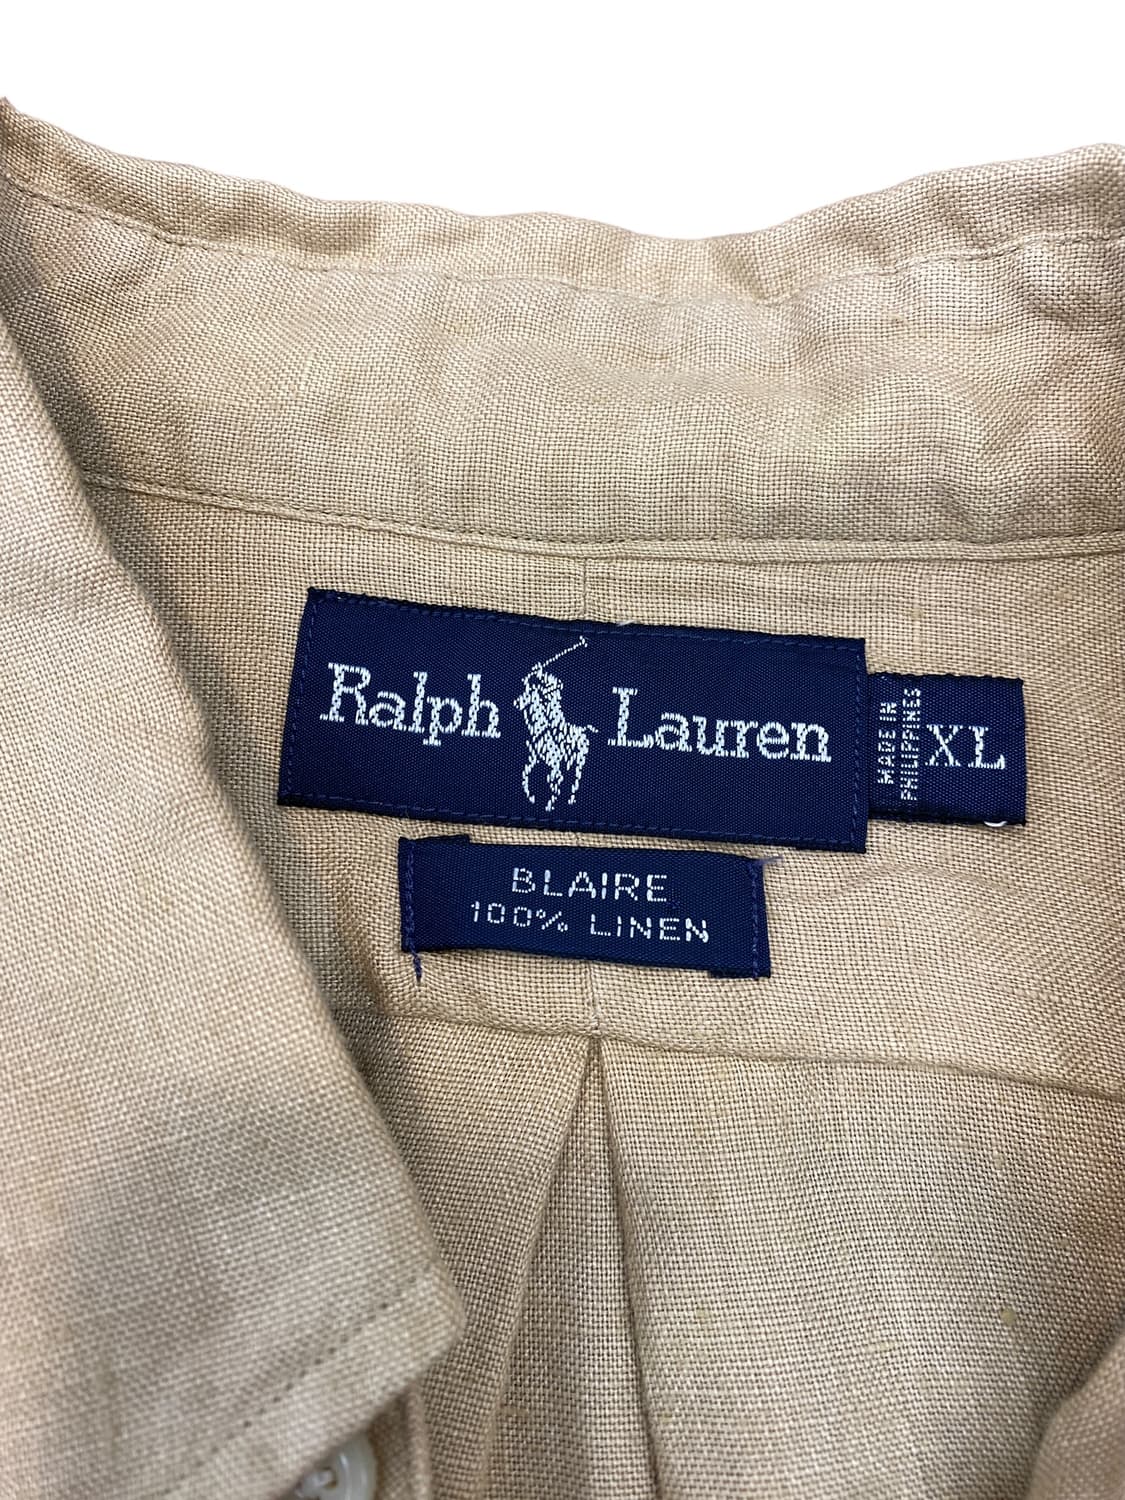 Ralph Lauren
MADE IN
PHILIPPINES
XL
BLAIRE
100% LINEN